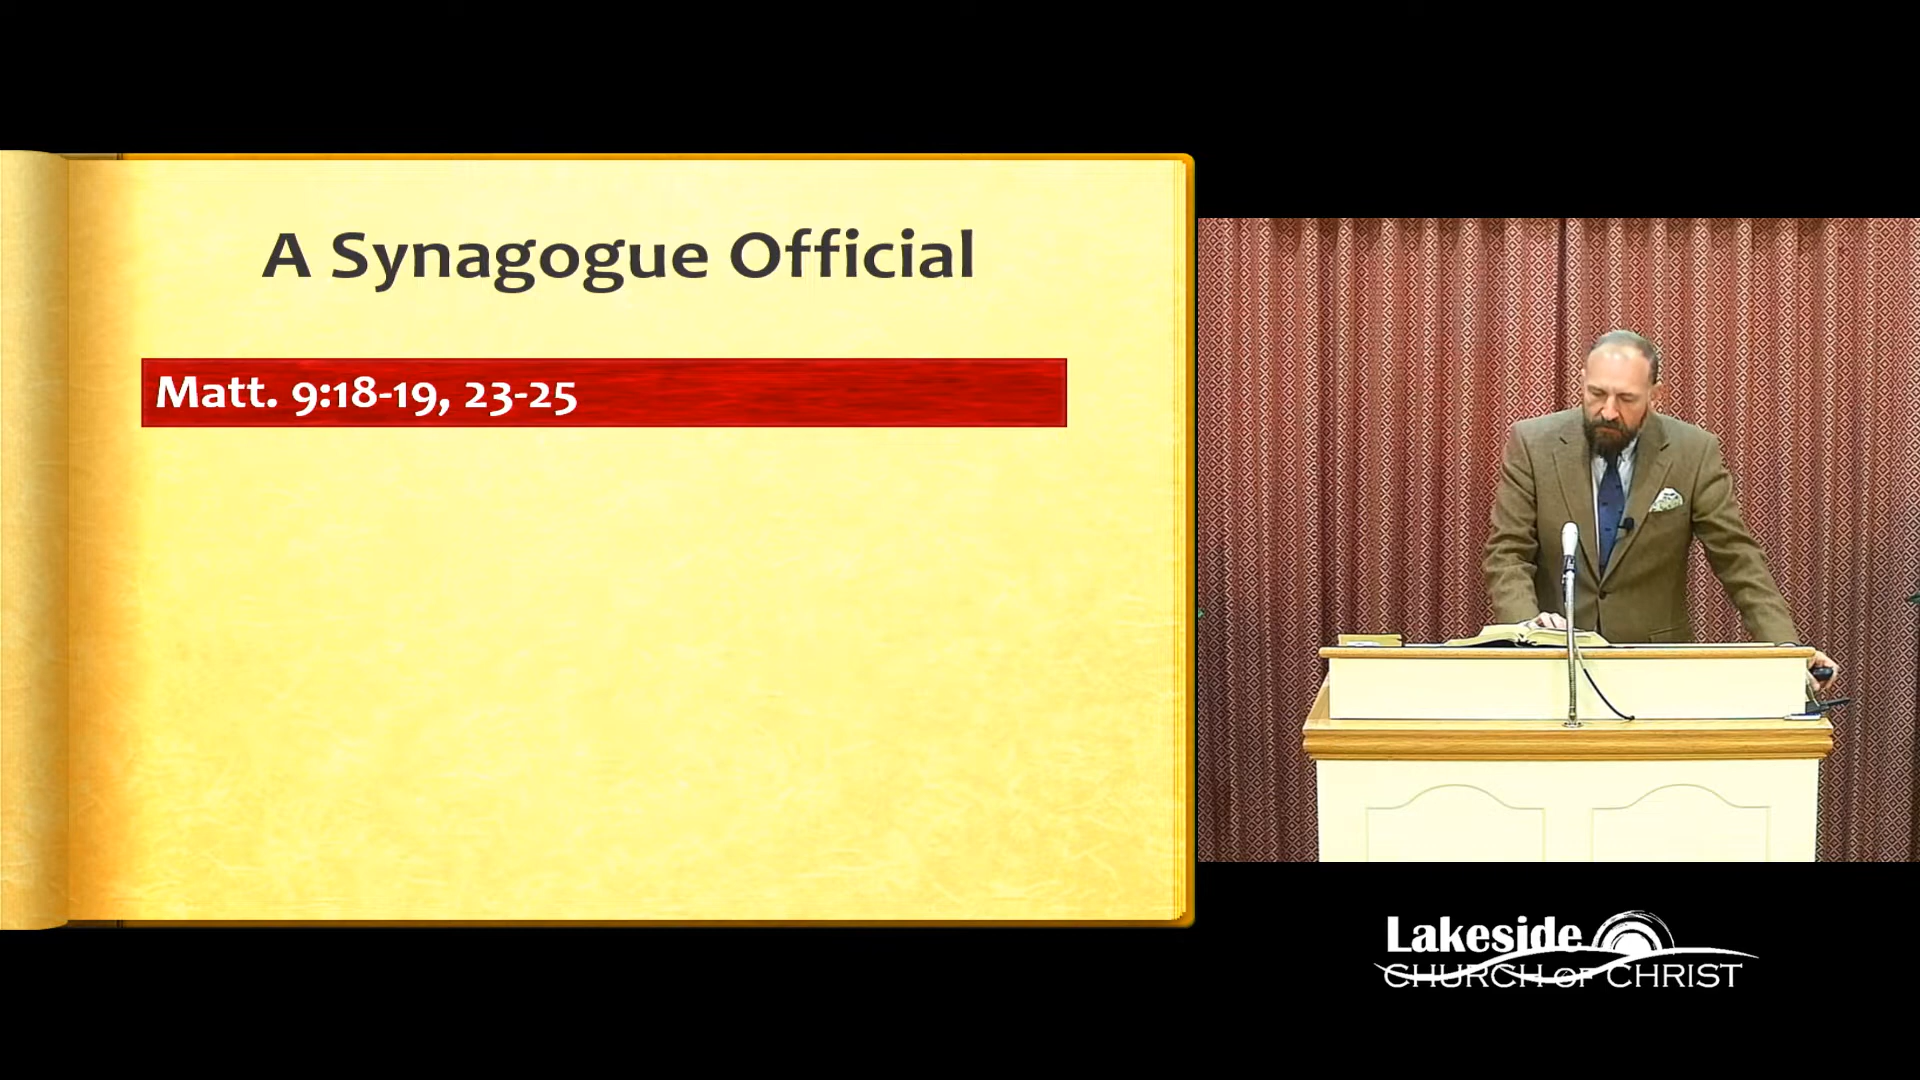 A Synagogue Official
Matt. 9:18-19, 23-25
Lakeside
CHURCH of CHRIST